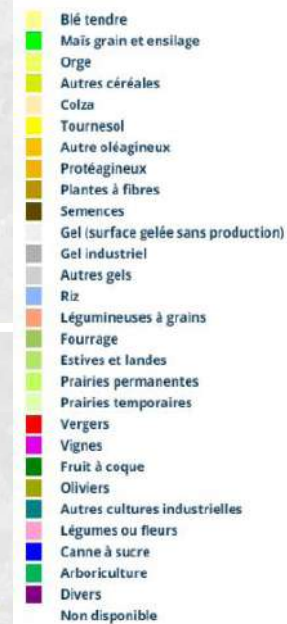 Blé tendre
Maïs grain et ensilage
Orge
Autres céréales
Colza
Tournesol
Autre oléagineux
Protéagineux
Plantes à fibres
Semences
Gel (surface gelée sans production)
Gel industriel
Autres gels
Riz
Légumineuses à grains
Fourrage
Estives et landes
Prairies permanentes
Prairies temporaires
Vergers
Vignes
Fruit à coque
Oliviers
Autres cultures industrielles
Légumes ou fleurs
Canne à sucre
Arboriculture
Divers
Non disponible